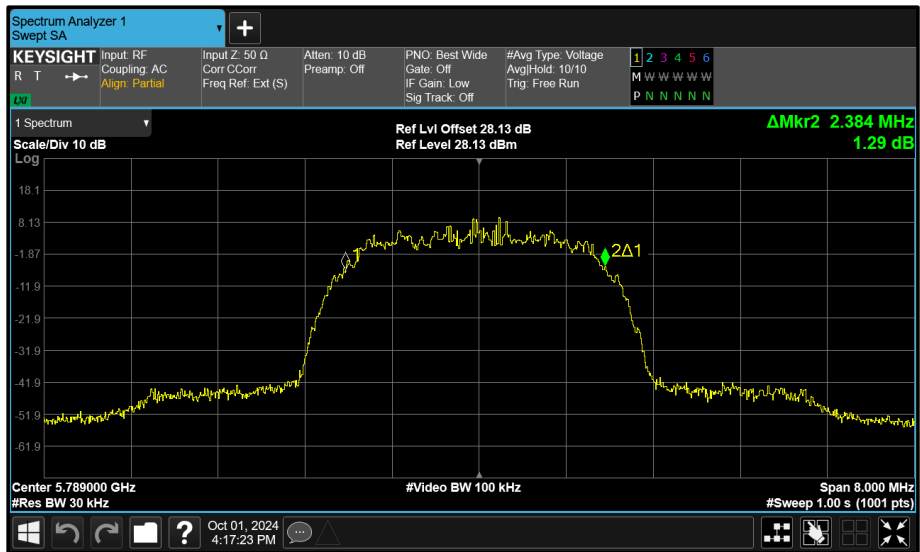 Spectrum Analyzer 1
Swept SA
+
KEYSIGHT
R T
LXI
Input: RF
Coupling: AC
Align: Partial
Input Z: 50 Ω
Corr CCorr
Freq Ref: Ext (S)
Atten: 10 dB
Preamp: Off
PNO: Best Wide
Gate: Off
IF Gain: Low
Sig Track: Off
#Avg Type: Voltage
Avg|Hold: 10/10
Trig: Free Run
1 2 3 4 5 6
M W W W W W
P N N N N N
1 Spectrum
Scale/Div 10 dB
Log
Ref Lvl Offset 28.13 dB
Ref Level 28.13 dBm
ΔMkr2 2.384 MHz
1.29 dB
18.1
8.13
-1.87
-11.9
-21.9
-31.9
-41.9
-51.9
-61.9
1
2Δ1
Center 5.789000 GHz
#Res BW 30 kHz
#Video BW 100 kHz
Span 8.000 MHz
#Sweep 1.00 s (1001 pts)
?
Oct 01, 2024
4:17:23 PM